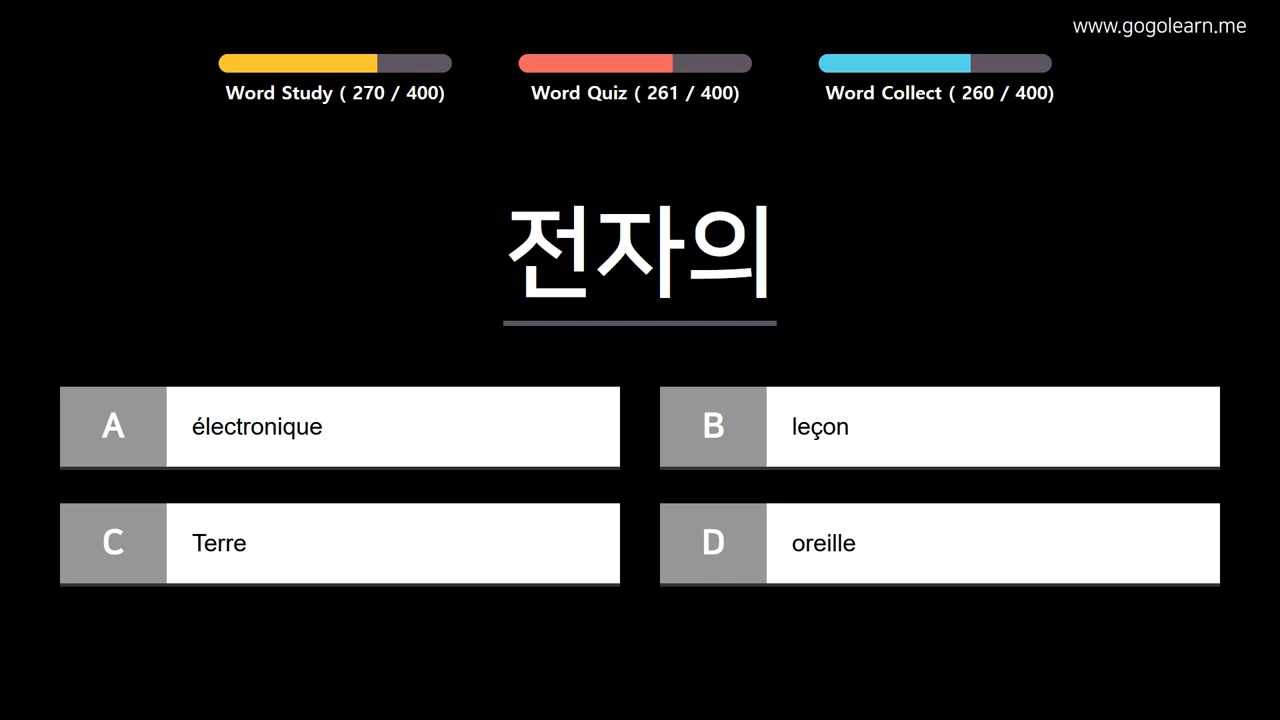 www.gogolearn.me
Word Study ( 270 / 400)
Word Quiz ( 261 / 400)
Word Collect ( 260 / 400)
전자의
A
électronique
B
leçon
C
Terre
D
oreille